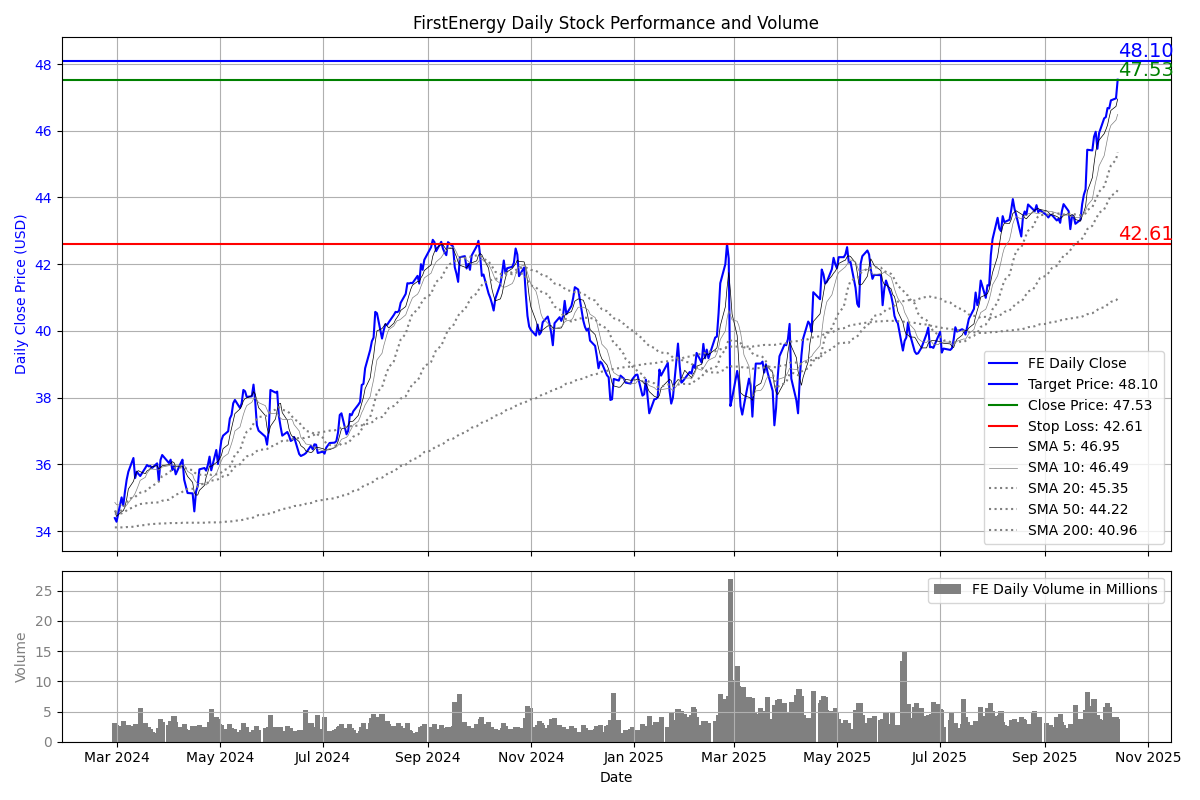 FirstEnergy Daily Stock Performance and Volume
48.10
47.53
42.61
Daily Close Price (USD)
48
46
44
42
40
38
36
34
FE Daily Close
Target Price: 48.10
Close Price: 47.53
Stop Loss: 42.61
SMA 5: 46.95
SMA 10: 46.49
SMA 20: 45.35
SMA 50: 44.22
SMA 200: 40.96
FE Daily Volume in Millions
Volume
25
20
15
10
5
0
Mar 2024 May 2024 Jul 2024 Sep 2024 Nov 2024 Jan 2025 Mar 2025 May 2025 Jul 2025 Sep 2025 Nov 2025
Date